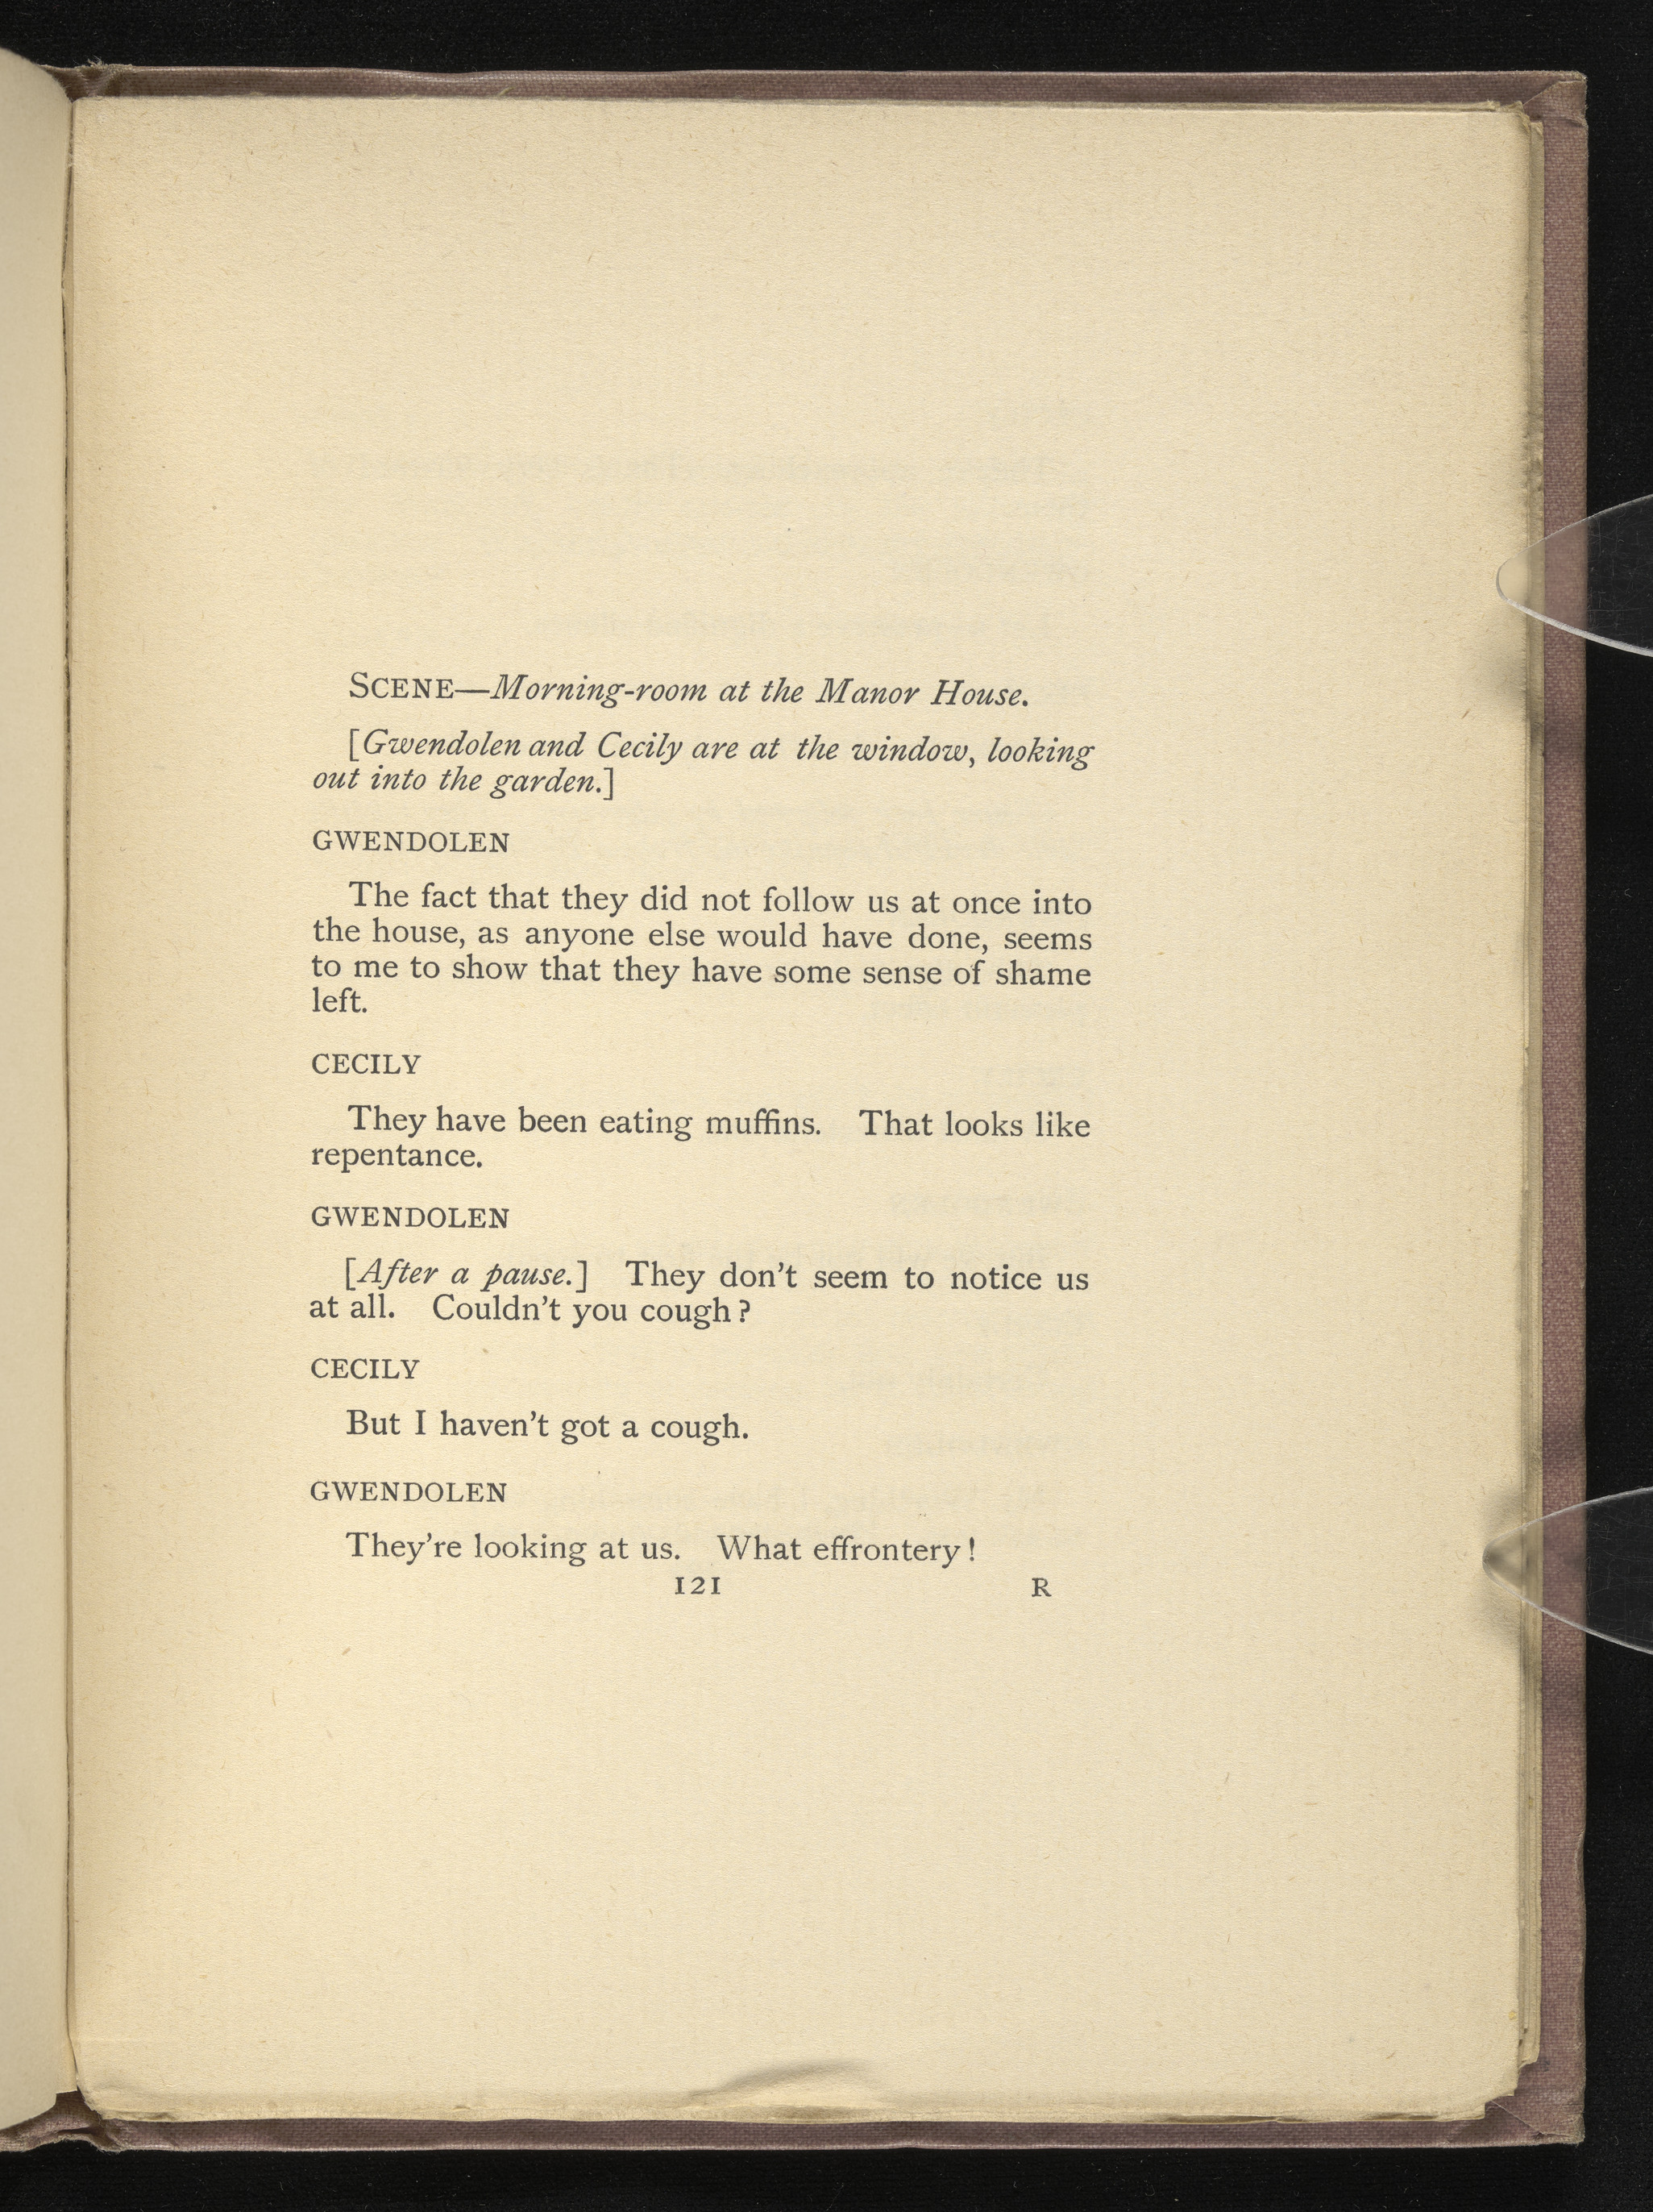 SCENE—Morning-room at the Manor House.
[Gwendolen and Cecily are at the window, looking
out into the garden.]
GWENDOLEN
The fact that they did not follow us at once into
the house, as anyone else would have done, seems
to me to show that they have some sense of shame
left.
CECILY
They have been eating muffins. That looks like
repentance.
GWENDOLEN
[After a pause.] They don't seem to notice us
at all. Couldn't you cough?
CECILY
But I haven't got a cough.
GWENDOLEN
They're looking at us. What effrontery!
121 R